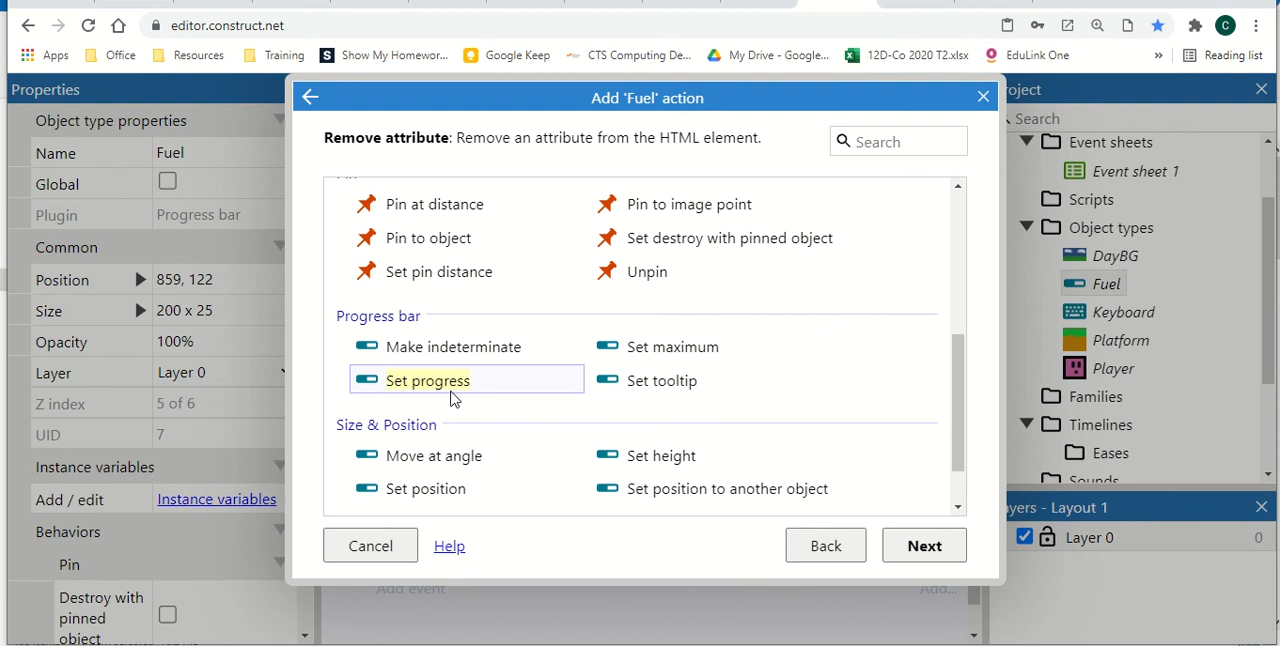 editor.construct.net
C
Apps
Office
Resources
Training
S
Show My Homewor...
Google Keep
CTS Computing De...
My Drive - Google...
12D-Co 2020 T2.xlsx
EduLink One
»
Reading list
Properties
Object type properties
Name Fuel
Global
Plugin Progress bar
Common
Position 859, 122
Size 200 x 25
Opacity 100%
Layer Layer 0
Z index 5 of 6
UID 7
Instance variables
Add / edit Instance variables
Behaviors
Pin
Destroy with
pinned
object
Add 'Fuel' action
Remove attribute: Remove an attribute from the HTML element.
Search
Pin at distance
Pin to image point
Pin to object
Set destroy with pinned object
Set pin distance
Unpin
Progress bar
Make indeterminate
Set maximum
Set progress
Set tooltip
Size & Position
Move at angle
Set height
Set position
Set position to another object
Cancel
Help
Back
Next
Add event
Add...
oject
Search
Event sheets
Event sheet 1
Scripts
Object types
DayBG
Fuel
Keyboard
Platform
Player
Families
Timelines
Eases
Sounds
yers - Layout 1
Layer 0
0